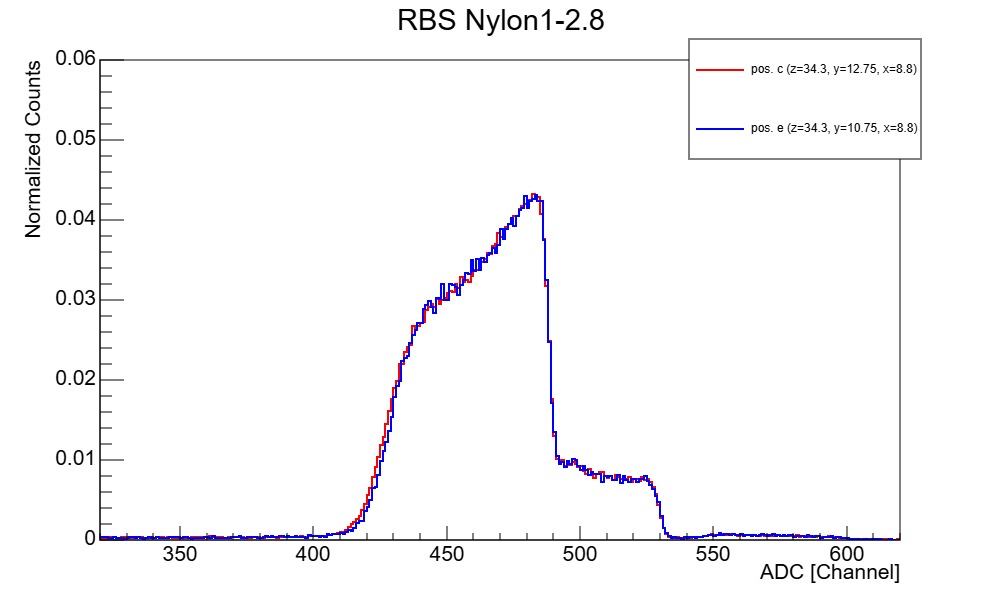 RBS Nylon1-2.8
pos. c (z=34.3, y=12.75, x=8.8)
pos. e (z=34.3, y=10.75, x=8.8)
Normalized Counts
0.06
0.05
0.04
0.03
0.02
0.01
0
350 400 450 500 550 600
ADC [Channel]